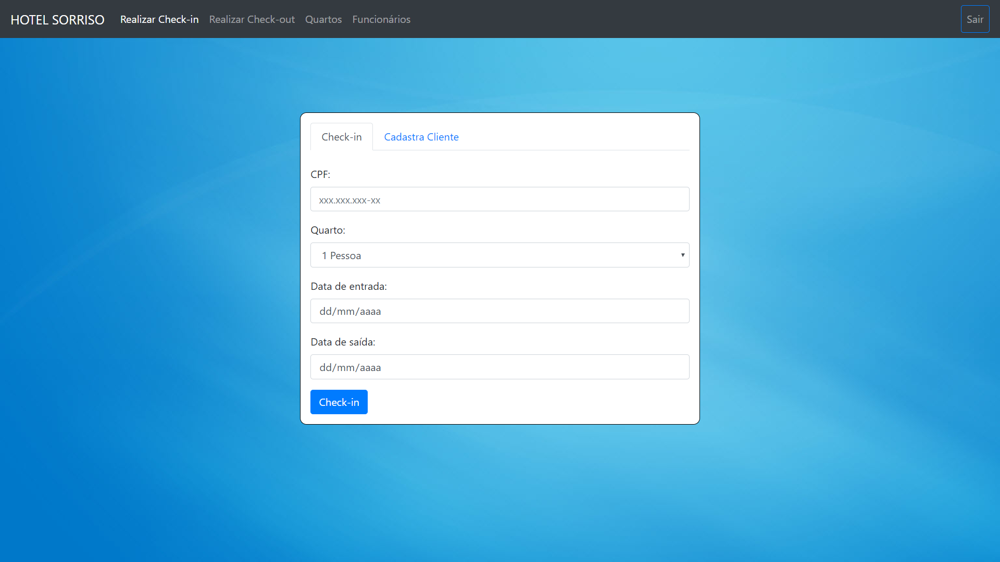 HOTEL SORRISO Realizar Check-in Realizar Check-out Quartos Funcionários Sair
Check-in Cadastra Cliente
CPF:
xxx.xxx.xxx-xx
Quarto:
1 Pessoa
Data de entrada:
dd/mm/aaaa
Data de saída:
dd/mm/aaaa
Check-in